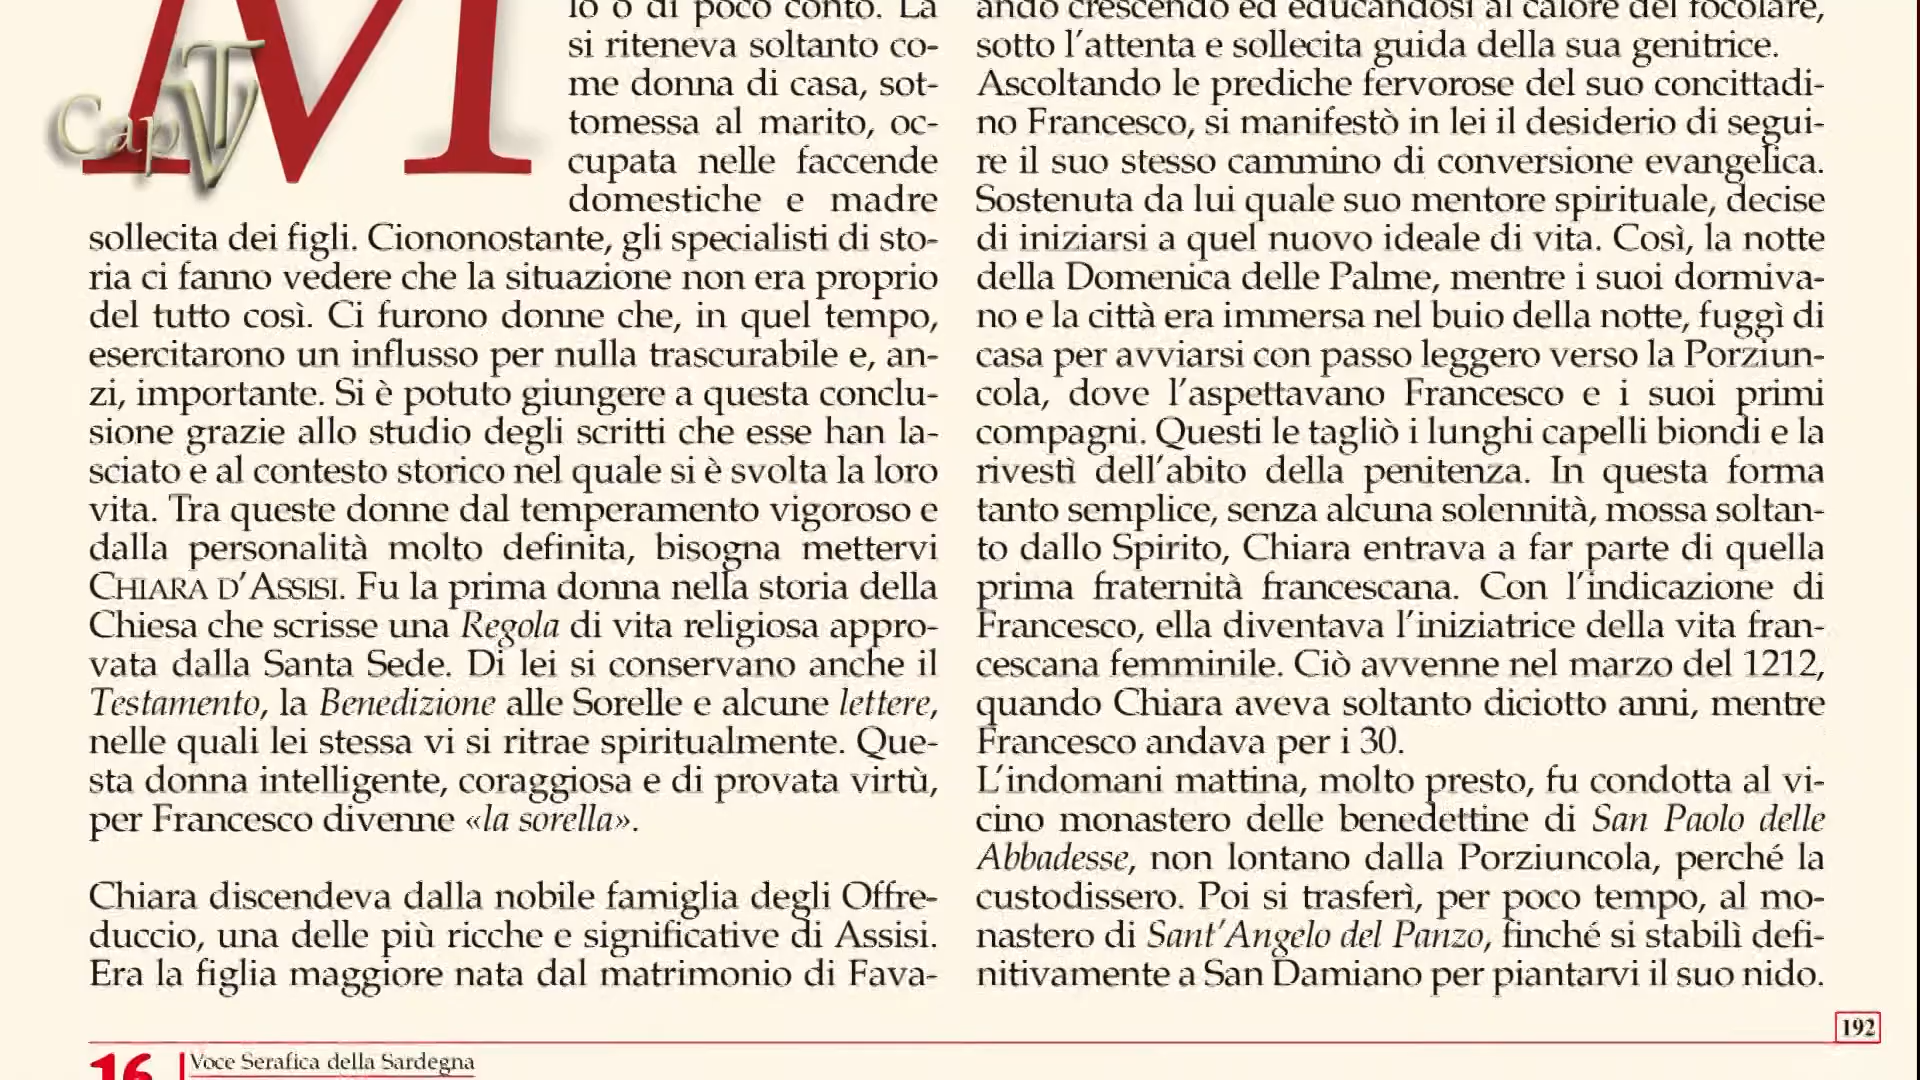 M
CapTV
lo o di poco conto. La
si riteneva soltanto co-
me donna di casa, sot-
tomessa al marito, oc-
cupata nelle faccende
domestiche e madre
sollecita dei figli. Ciononostante, gli specialisti di sto-
ria ci fanno vedere che la situazione non era proprio
del tutto così. Ci furono donne che, in quel tempo,
esercitarono un influsso per nulla trascurabile e, an-
zi, importante. Si è potuto giungere a questa conclu-
sione grazie allo studio degli scritti che esse han la-
sciato e al contesto storico nel quale si è svolta la loro
vita. Tra queste donne dal temperamento vigoroso e
dalla personalità molto definita, bisogna mettervi
CHIARA D'ASSISI. Fu la prima donna nella storia della
Chiesa che scrisse una Regola di vita religiosa appro-
vata dalla Santa Sede. Di lei si conservano anche il
Testamento, la Benedizione alle Sorelle e alcune lettere,
nelle quali lei stessa vi si ritrae spiritualmente. Que-
sta donna intelligente, coraggiosa e di provata virtù,
per Francesco divenne «la sorella».
Chiara discendeva dalla nobile famiglia degli Offre-
duccio, una delle più ricche e significative di Assisi.
Era la figlia maggiore nata dal matrimonio di Fava-
ando crescendo ed educandosi al calore del focolare,
sotto l'attenta e sollecita guida della sua genitrice.
Ascoltando le prediche fervorose del suo concittadi-
no Francesco, si manifestò in lei il desiderio di segui-
re il suo stesso cammino di conversione evangelica.
Sostenuta da lui quale suo mentore spirituale, decise
di iniziarsi a quel nuovo ideale di vita. Così, la notte
della Domenica delle Palme, mentre i suoi dormiva-
no e la città era immersa nel buio della notte, fuggì di
casa per avviarsi con passo leggero verso la Porziun-
cola, dove l'aspettavano Francesco e i suoi primi
compagni. Questi le tagliò i lunghi capelli biondi e la
rivestì dell'abito della penitenza. In questa forma
tanto semplice, senza alcuna solennità, mossa soltan-
to dallo Spirito, Chiara entrava a far parte di quella
prima fraternità francescana. Con l'indicazione di
Francesco, ella diventava l'iniziatrice della vita fran-
cescana femminile. Ciò avvenne nel marzo del 1212,
quando Chiara aveva soltanto diciotto anni, mentre
Francesco andava per i 30.
L'indomani mattina, molto presto, fu condotta al vi-
cino monastero delle benedettine di San Paolo delle
Abbadesse, non lontano dalla Porziuncola, perché la
custodissero. Poi si trasferì, per poco tempo, al mo-
nastero di Sant'Angelo del Panzo, finché si stabilì defi-
nitivamente a San Damiano per piantarvi il suo nido.
192
16
Voce Serafica della Sardegna